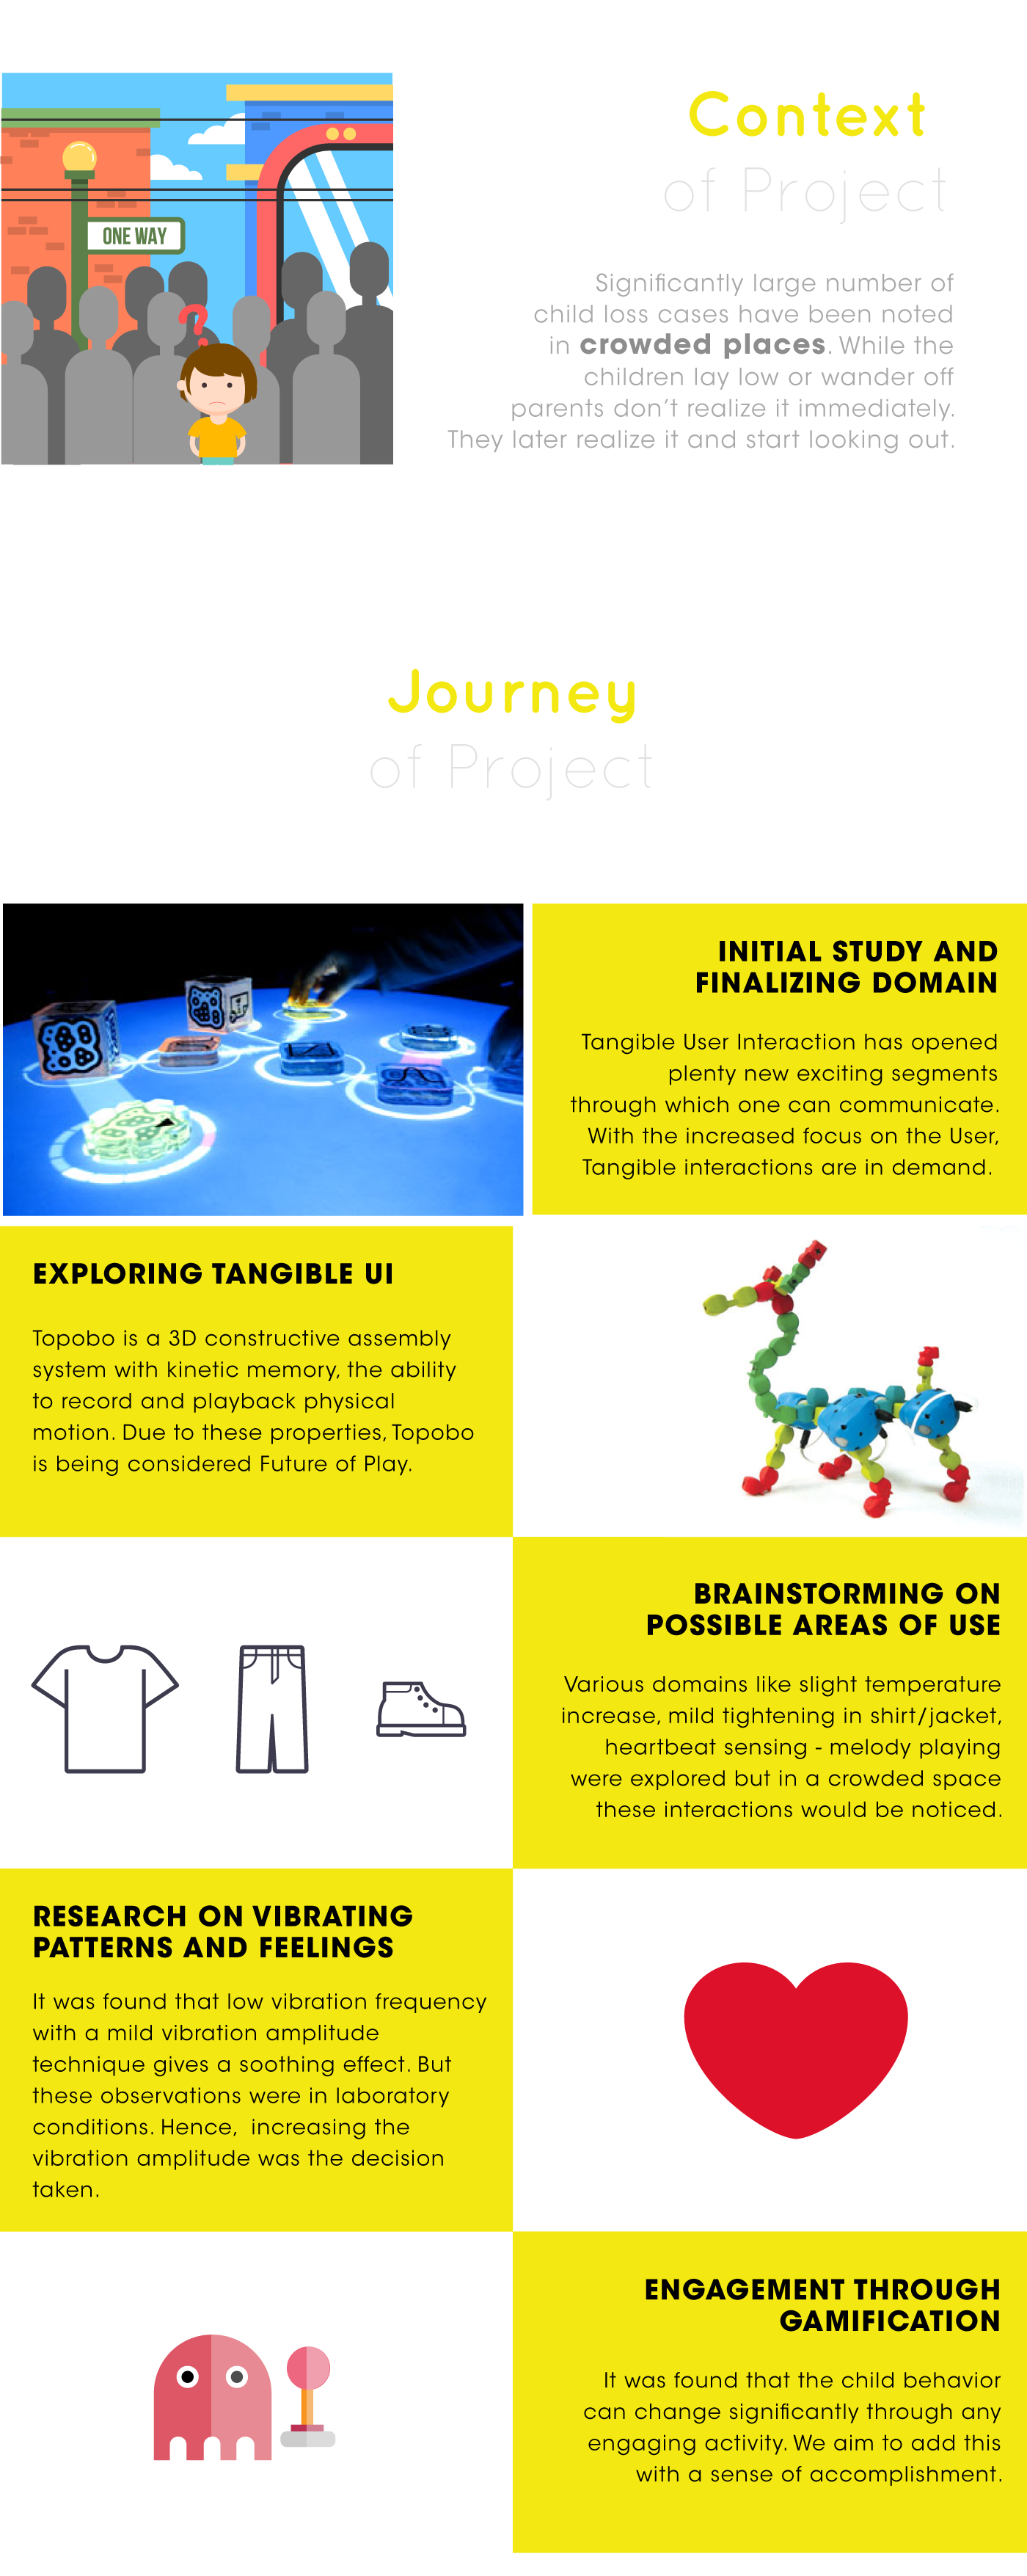 Context
of Project
ONE WAY
?
Significantly large number of
child loss cases have been noted
in crowded places. While the
children lay low or wander off
parents don't realize it immediately.
They later realize it and start looking out.
Journey
of Project
INITIAL STUDY AND
FINALIZING DOMAIN
Tangible User Interaction has opened
plenty new exciting segments
through which one can communicate.
With the increased focus on the User,
Tangible interactions are in demand.
EXPLORING TANGIBLE UI
Topobo is a 3D constructive assembly
system with kinetic memory, the ability
to record and playback physical
motion. Due to these properties, Topobo
is being considered Future of Play.
BRAINSTORMING ON
POSSIBLE AREAS OF USE
Various domains like slight temperature
increase, mild tightening in shirt/jacket,
heartbeat sensing - melody playing
were explored but in a crowded space
these interactions would be noticed.
RESEARCH ON VIBRATING
PATTERNS AND FEELINGS
It was found that low vibration frequency
with a mild vibration amplitude
technique gives a soothing effect. But
these observations were in laboratory
conditions. Hence,  increasing the
vibration amplitude was the decision
taken.
ENGAGEMENT THROUGH
GAMIFICATION
It was found that the child behavior
can change significantly through any
engaging activity. We aim to add this
with a sense of accomplishment.